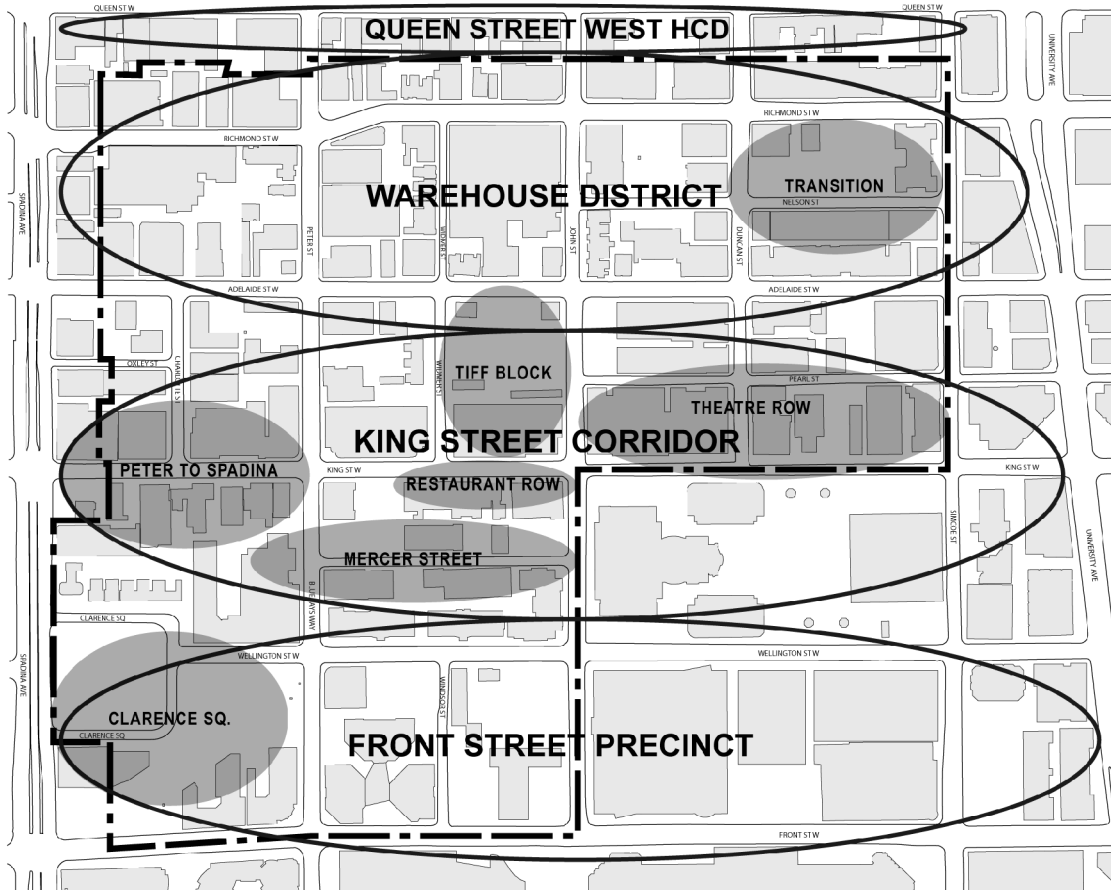 QUEEN ST W
QUEEN ST W
QUEEN STREET WEST HCD
UNIVERSITY AVE
RICHMOND ST W
RICHMOND ST W
WAREHOUSE DISTRICT
TRANSITION
NELSON ST
SPADINA AVE
PETER ST
WIDMER ST
JOHN ST
DUNCAN ST
ADELAIDE ST W
ADELAIDE ST W
OXLEY ST
CHARLOTTE ST
WIDMER ST
TIFF BLOCK
PEARL ST
THEATRE ROW
KING STREET CORRIDOR
PETER TO SPADINA
KING ST W
KING ST W
RESTAURANT ROW
SIMCOE ST
UNIVERSITY AVE
MERCER STREET
BLUE JAYS WAY
CLARENCE SQ
WELLINGTON ST W
WELLINGTON ST W
SPADINA AVE
WINDSOR ST
CLARENCE SQ.
CLARENCE SQ
FRONT STREET PRECINCT
FRONT ST W